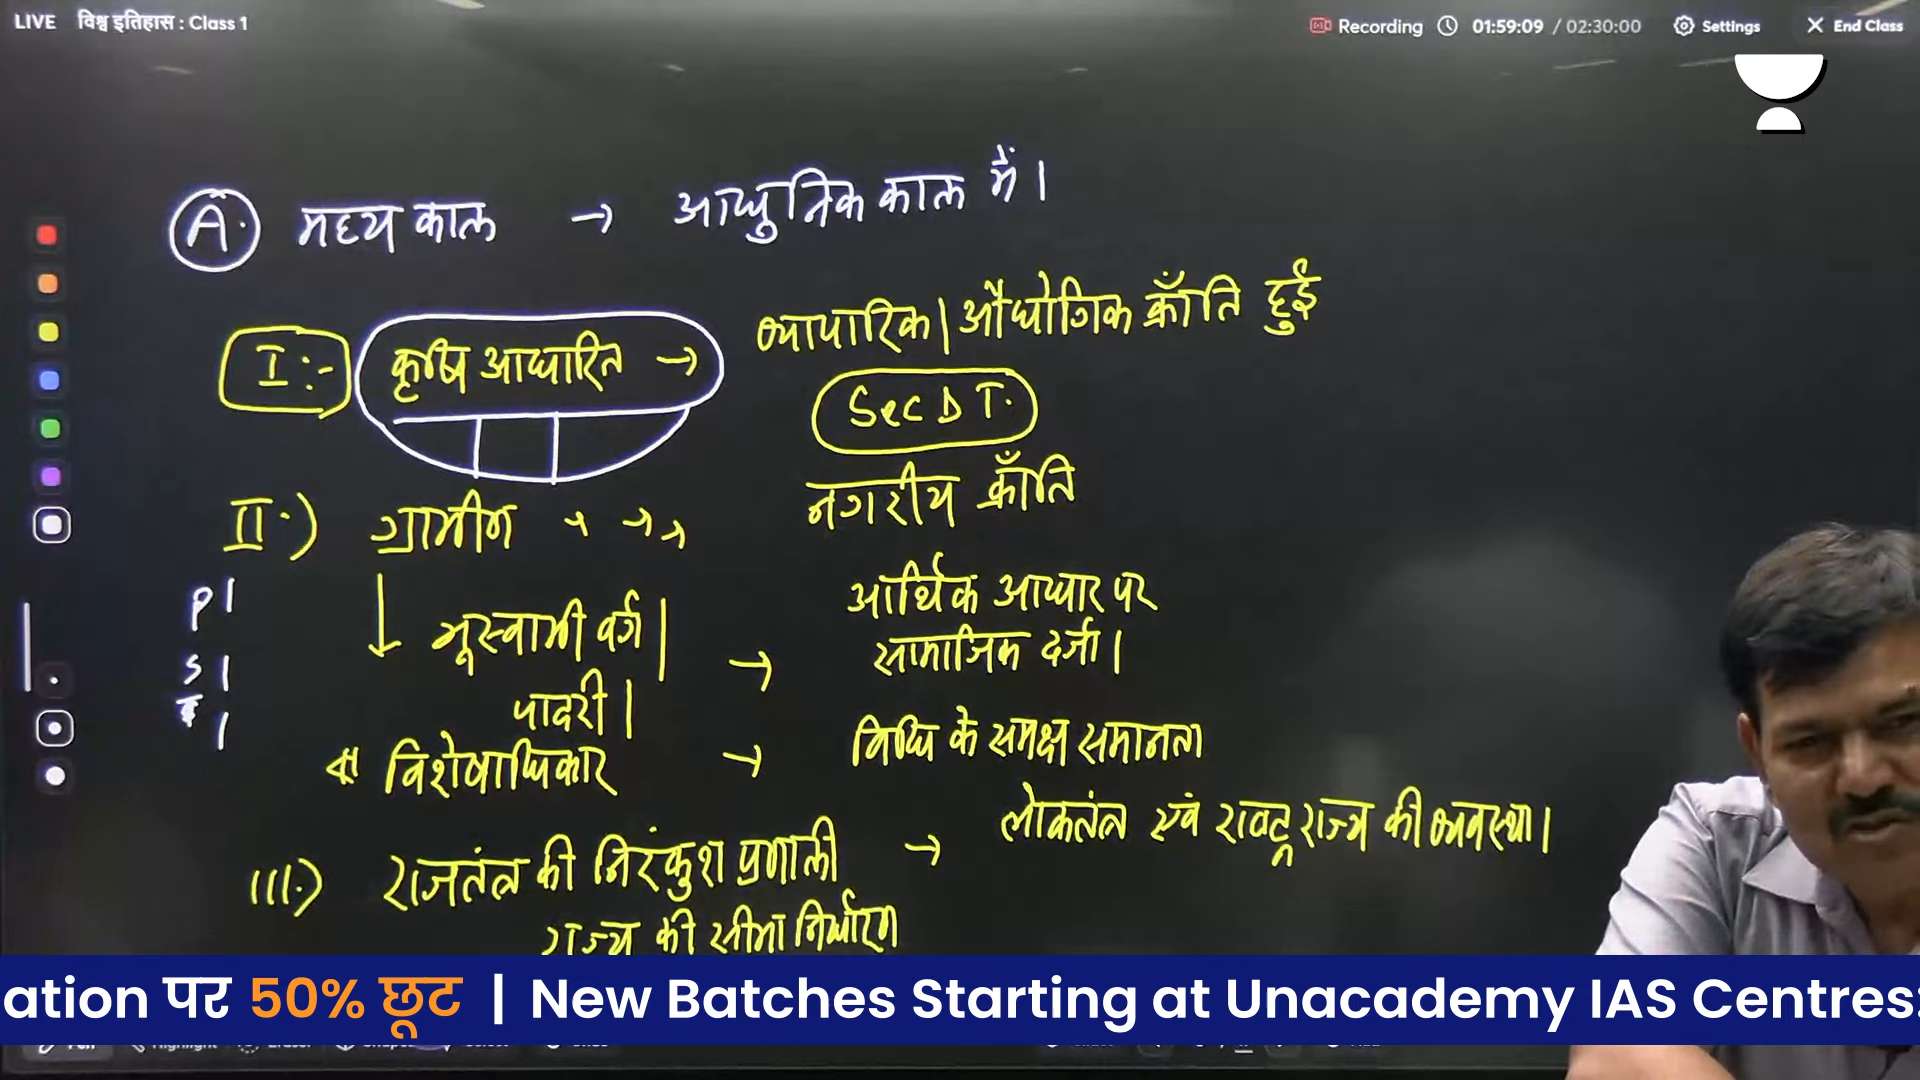 LIVE विश्व इतिहास : Class 1
Recording 01:59:09 / 02:30:00 Settings End Class
A. मध्य काल → आधुनिक काल में।
I:- कृषि आधारित → व्यापारिक| औद्योगिक क्राँति हुई
Sec D T.
II.) ग्रामीण → → → नगरीय क्राँति
P|
S|
भूस्वामी वर्ग| → आर्थिक आधार पर
सामाजिक दर्जा।
पादरी|
विशेषाधिकार → विधि के समक्ष समानता
III.) राजतंत्र की निरंकुश प्रणाली → लोकतंत्र एवं राष्ट्र राज्य की व्यवस्था।
राज्य की सीमा निर्धारण
ation पर 50% छूट | New Batches Starting at Unacademy IAS Centres: